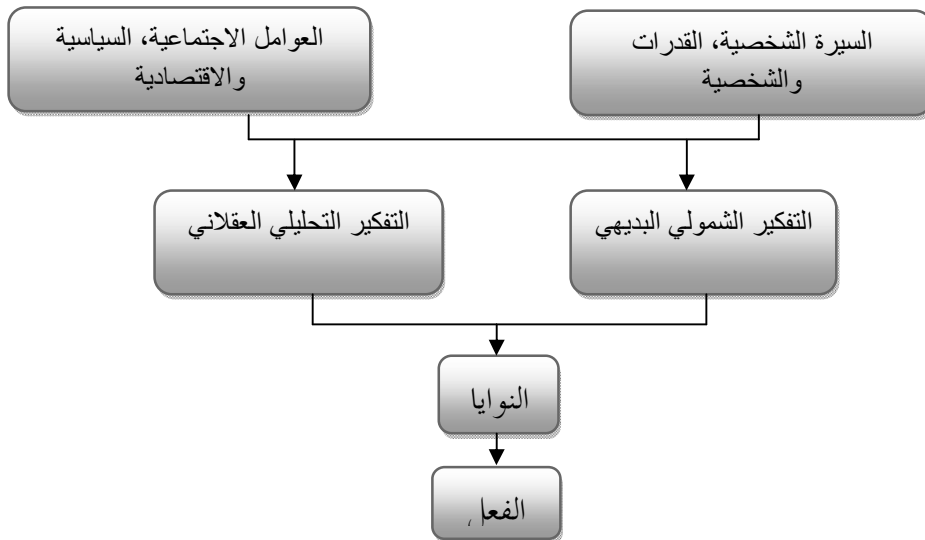 السيرة الشخصية، القدرات
والشخصية
العوامل الاجتماعية، السياسية
والاقتصادية
التفكير الشمولي البديهي
التفكير التحليلي العقلاني
النوايا
الفعل